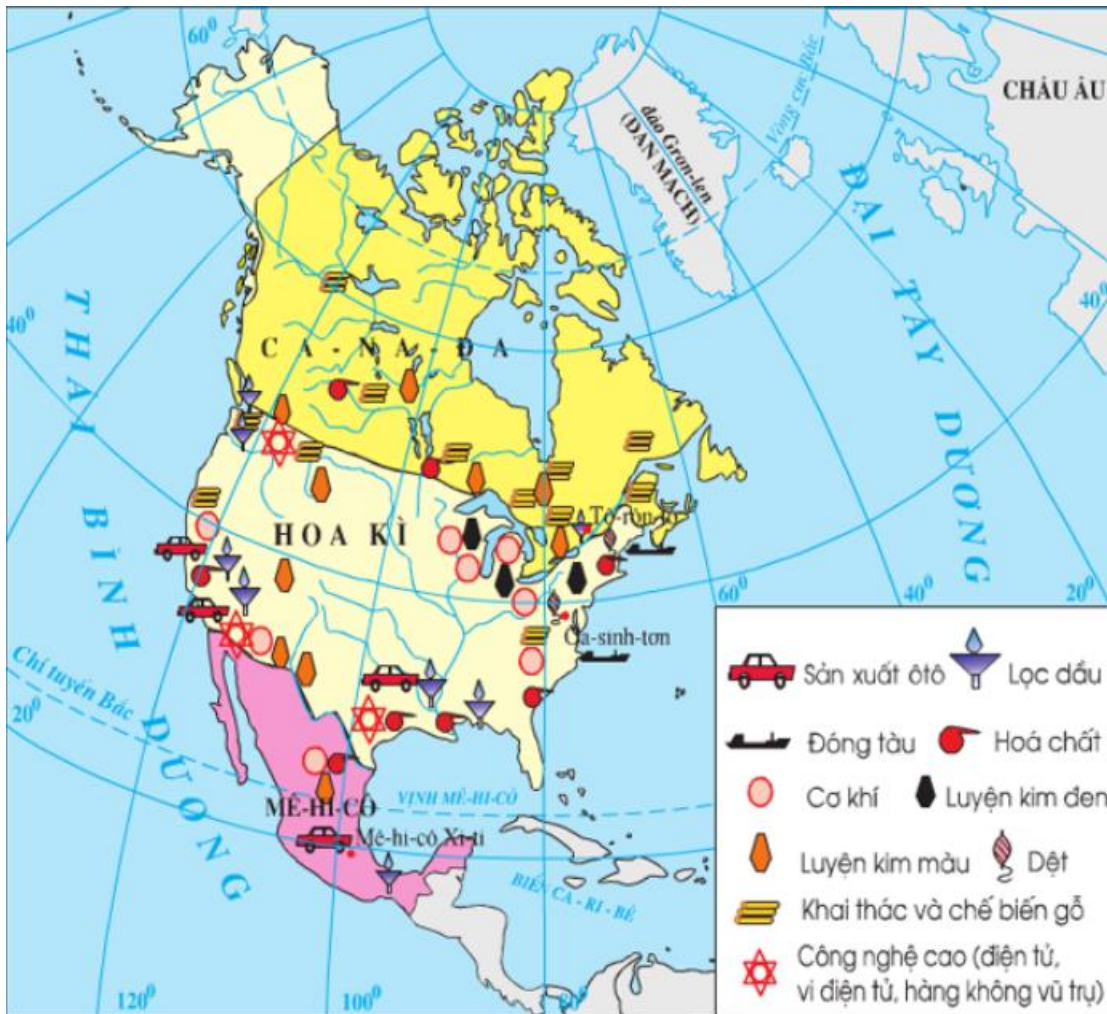 60⁰
CHÂU ÂU
Vòng cực Bắc
đảo Grơn-len
(ĐAN MẠCH)
ĐẠI TÂY DƯƠNG
40⁰
40⁰
THÁI BÌNH DƯƠNG
CA-NA-ĐA
HOA KÌ
Tô-rôn-tô
60⁰
20⁰
Oa-sinh-tơn
Chí tuyến Bắc
20⁰
MÊ-HI-CÔ
VỊNH MÊ-HI-CÔ
Mê-hi-cô Xi-ti
BIỂN CA-RI-BÊ
120⁰
100⁰
80⁰
Sản xuất ôtô
Lọc dầu
Đóng tàu
Hoá chất
Cơ khí
Luyện kim đen
Luyện kim màu
Dệt
Khai thác và chế biến gỗ
Công nghệ cao (điện tử,
vi điện tử, hàng không vũ trụ)